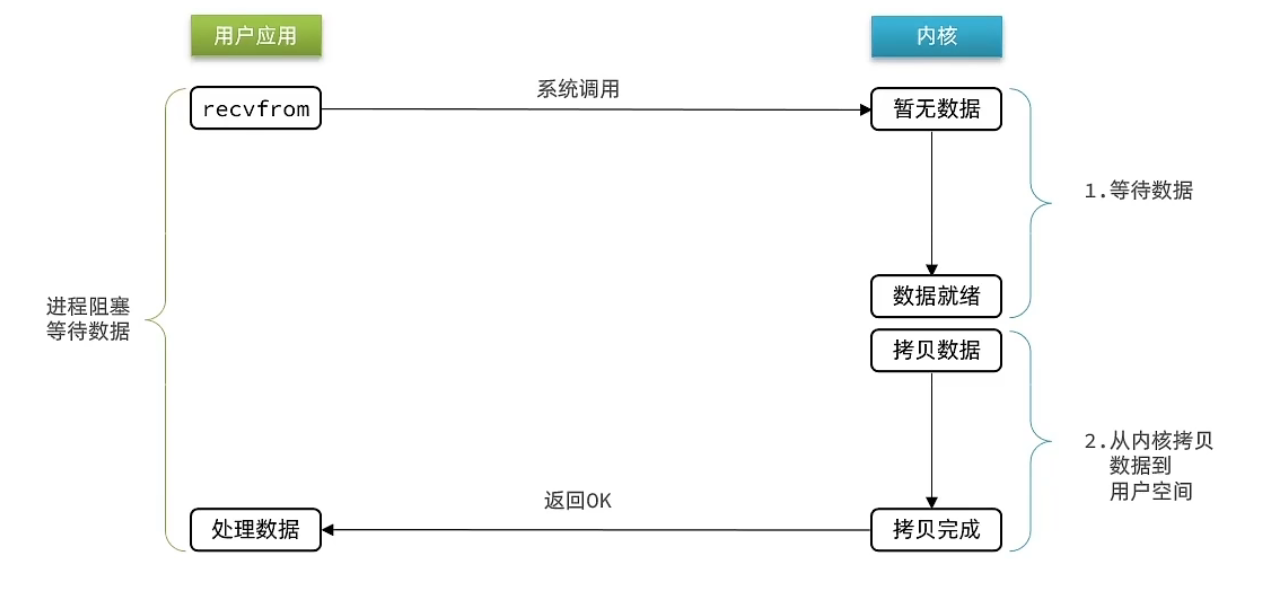 用户应用
内核
系统调用
recvfrom
暂无数据
1.等待数据
数据就绪
进程阻塞
等待数据
拷贝数据
2.从内核拷贝
数据到
用户空间
返回OK
处理数据
拷贝完成